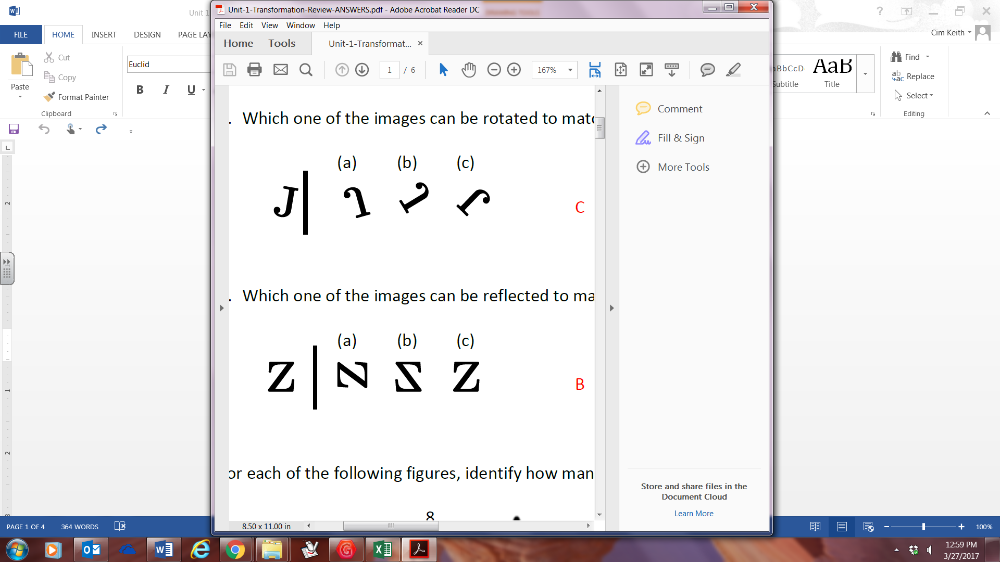 Unit 1
Unit-1-Transformation-Review-ANSWERS.pdf - Adobe Acrobat Reader DC
File Edit View Window Help
Home Tools Unit-1-Transformat... ×
1 / 6 167%
FILE HOME INSERT DESIGN PAGE LAY
Cim Keith
Paste
Cut
Copy
Format Painter
Clipboard
Euclid
B I U
aBbCcD AaB
Subtitle Title
Find
Replace
Select
Editing
. Which one of the images can be rotated to matc
(a) (b) (c)
J
J J J
C
. Which one of the images can be reflected to ma
(a) (b) (c)
Z
Z Z Z
B
or each of the following figures, identify how man
8
8.50 x 11.00 in
Comment
Fill & Sign
More Tools
Store and share files in the
Document Cloud
Learn More
2
1
2
PAGE 1 OF 4 364 WORDS
100%
12:59 PM
3/27/2017